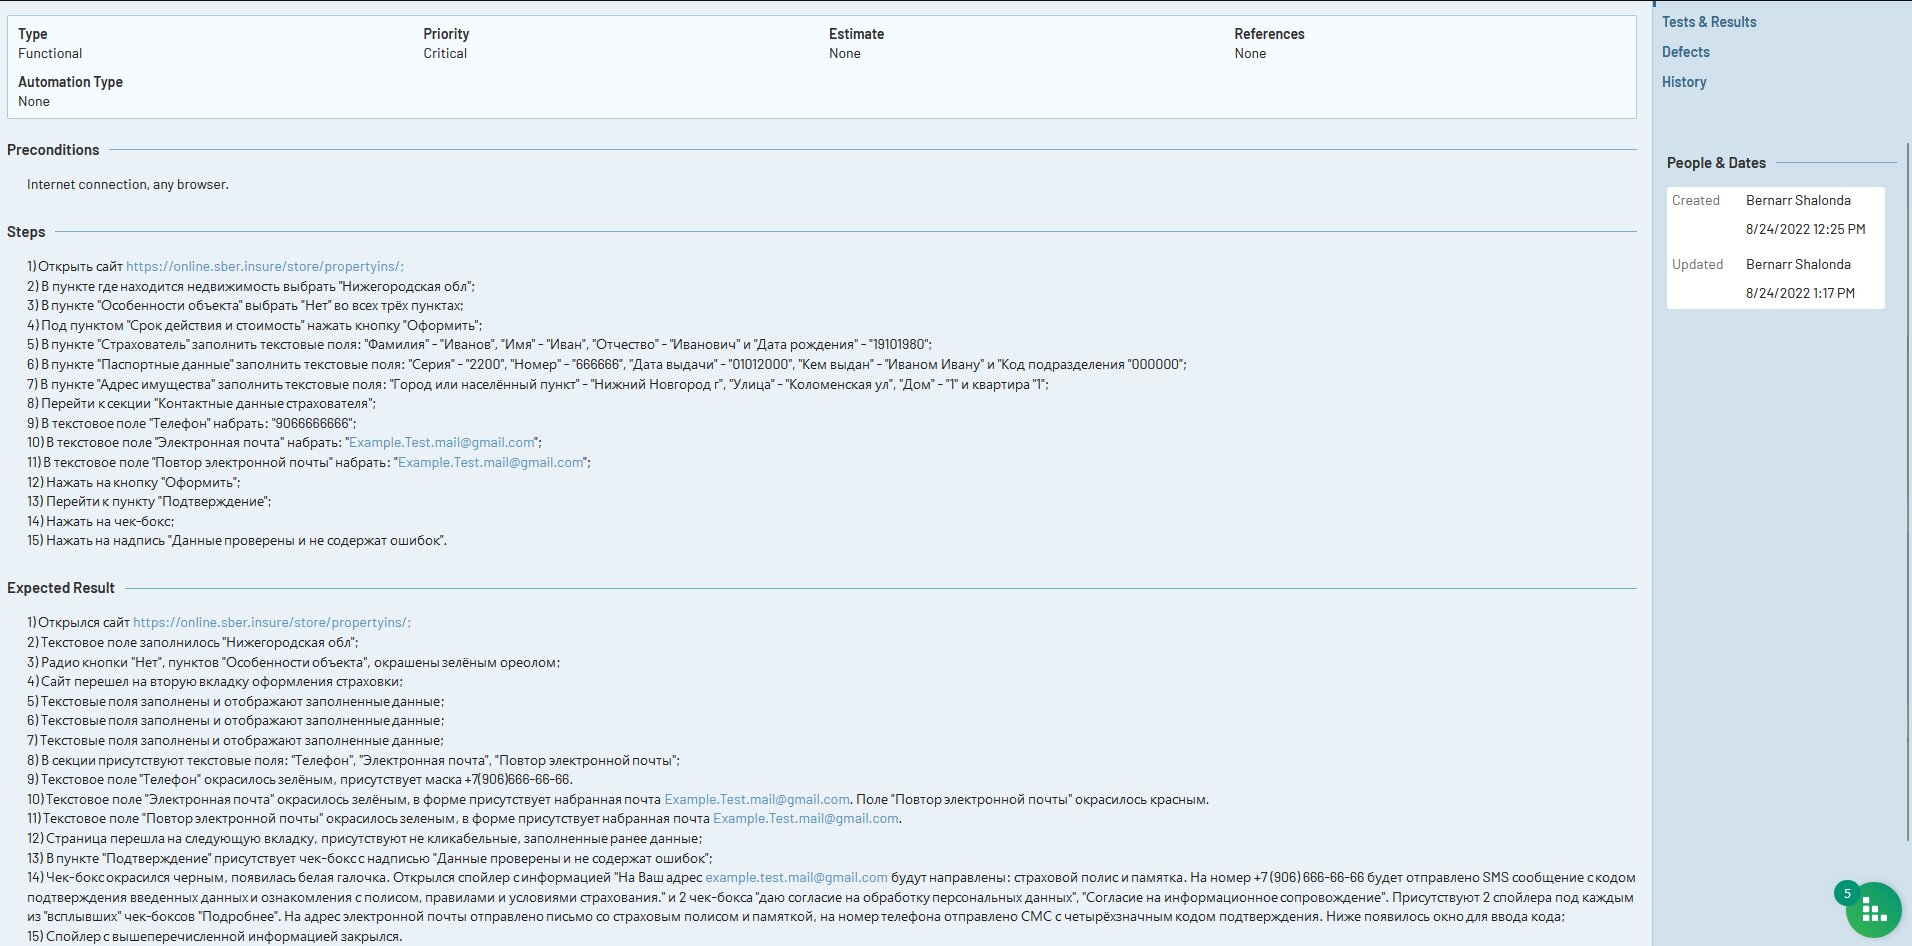 Type
Functional
Priority
Critical
Estimate
None
References
None
Automation Type
None
Preconditions
Internet connection, any browser.
Steps
1) Открыть сайт https://online.sber.insure/store/propertyins/;
2) В пункте где находится недвижимость выбрать "Нижегородская обл";
3) В пункте "Особенности объекта" выбрать "Нет" во всех трёх пунктах;
4) Под пунктом "Срок действия и стоимость" нажать кнопку "Оформить";
5) В пункте "Страхователь" заполнить текстовые поля: "Фамилия" - "Иванов", "Имя" - "Иван", "Отчество" - "Иванович" и "Дата рождения" - "19101980";
6) В пункте "Паспортные данные" заполнить текстовые поля: "Серия" - "2200", "Номер" - "666666", "Дата выдачи" - "01012000", "Кем выдан" - "Иваном Ивану" и "Код подразделения "000000";
7) В пункте "Адрес имущества" заполнить текстовые поля: "Город или населённый пункт" - "Нижний Новгород г", "Улица" - "Коломенская ул", "Дом" - "1" и квартира "1";
8) Перейти к секции "Контактные данные страхователя";
9) В текстовое поле "Телефон" набрать: "9066666666";
10) В текстовое поле "Электронная почта" набрать: "Example.Test.mail@gmail.com";
11) В текстовое поле "Повтор электронной почты" набрать: "Example.Test.mail@gmail.com";
12) Нажать на кнопку "Оформить";
13) Перейти к пункту "Подтверждение";
14) Нажать на чек-бокс;
15) Нажать на надпись "Данные проверены и не содержат ошибок".
Expected Result
1) Открылся сайт https://online.sber.insure/store/propertyins/;
2) Текстовое поле заполнилось "Нижегородская обл";
3) Радио кнопки "Нет", пунктов "Особенности объекта", окрашены зелёным ореолом;
4) Сайт перешел на вторую вкладку оформления страховки;
5) Текстовые поля заполнены и отображают заполненные данные;
6) Текстовые поля заполнены и отображают заполненные данные;
7) Текстовые поля заполнены и отображают заполненные данные;
8) В секции присутствуют текстовые поля: "Телефон", "Электронная почта", "Повтор электронной почты";
9) Текстовое поле "Телефон" окрасилось зелёным, присутствует маска +7(906)666-66-66.
10) Текстовое поле "Электронная почта" окрасилось зелёным, в форме присутствует набранная почта Example.Test.mail@gmail.com. Поле "Повтор электронной почты" окрасилось красным.
11) Текстовое поле "Повтор электронной почты" окрасилось зеленым, в форме присутствует набранная почта Example.Test.mail@gmail.com.
12) Страница перешла на следующую вкладку, присутствуют не кликабельные, заполненные ранее данные;
13) В пункте "Подтверждение" присутствует чек-бокс с надписью "Данные проверены и не содержат ошибок";
14) Чек-бокс окрасился черным, появилась белая галочка. Открылся спойлер с информацией "На Ваш адрес example.test.mail@gmail.com будут направлены: страховой полис и памятка. На номер +7 (906) 666-66-66 будет отправлено SMS сообщение с кодом
подтверждения введенных данных и ознакомления с полисом, правилами и условиями страхования." и 2 чек-бокса "даю согласие на обработку персональных данных", "Согласие на информационное сопровождение". Присутствуют 2 спойлера под каждым
из "всплывших" чек-боксов "Подробнее". На адрес электронной почты отправлено письмо со страховым полисом и памяткой, на номер телефона отправлено СМС с четырёхзначным кодом подтверждения. Ниже появилось окно для ввода кода;
15) Спойлер с вышеперечисленной информацией закрылся.
Tests & Results
Defects
History
People & Dates
Created Bernarr Shalonda
8/24/2022 12:25 PM
Updated Bernarr Shalonda
8/24/2022 1:17 PM
5